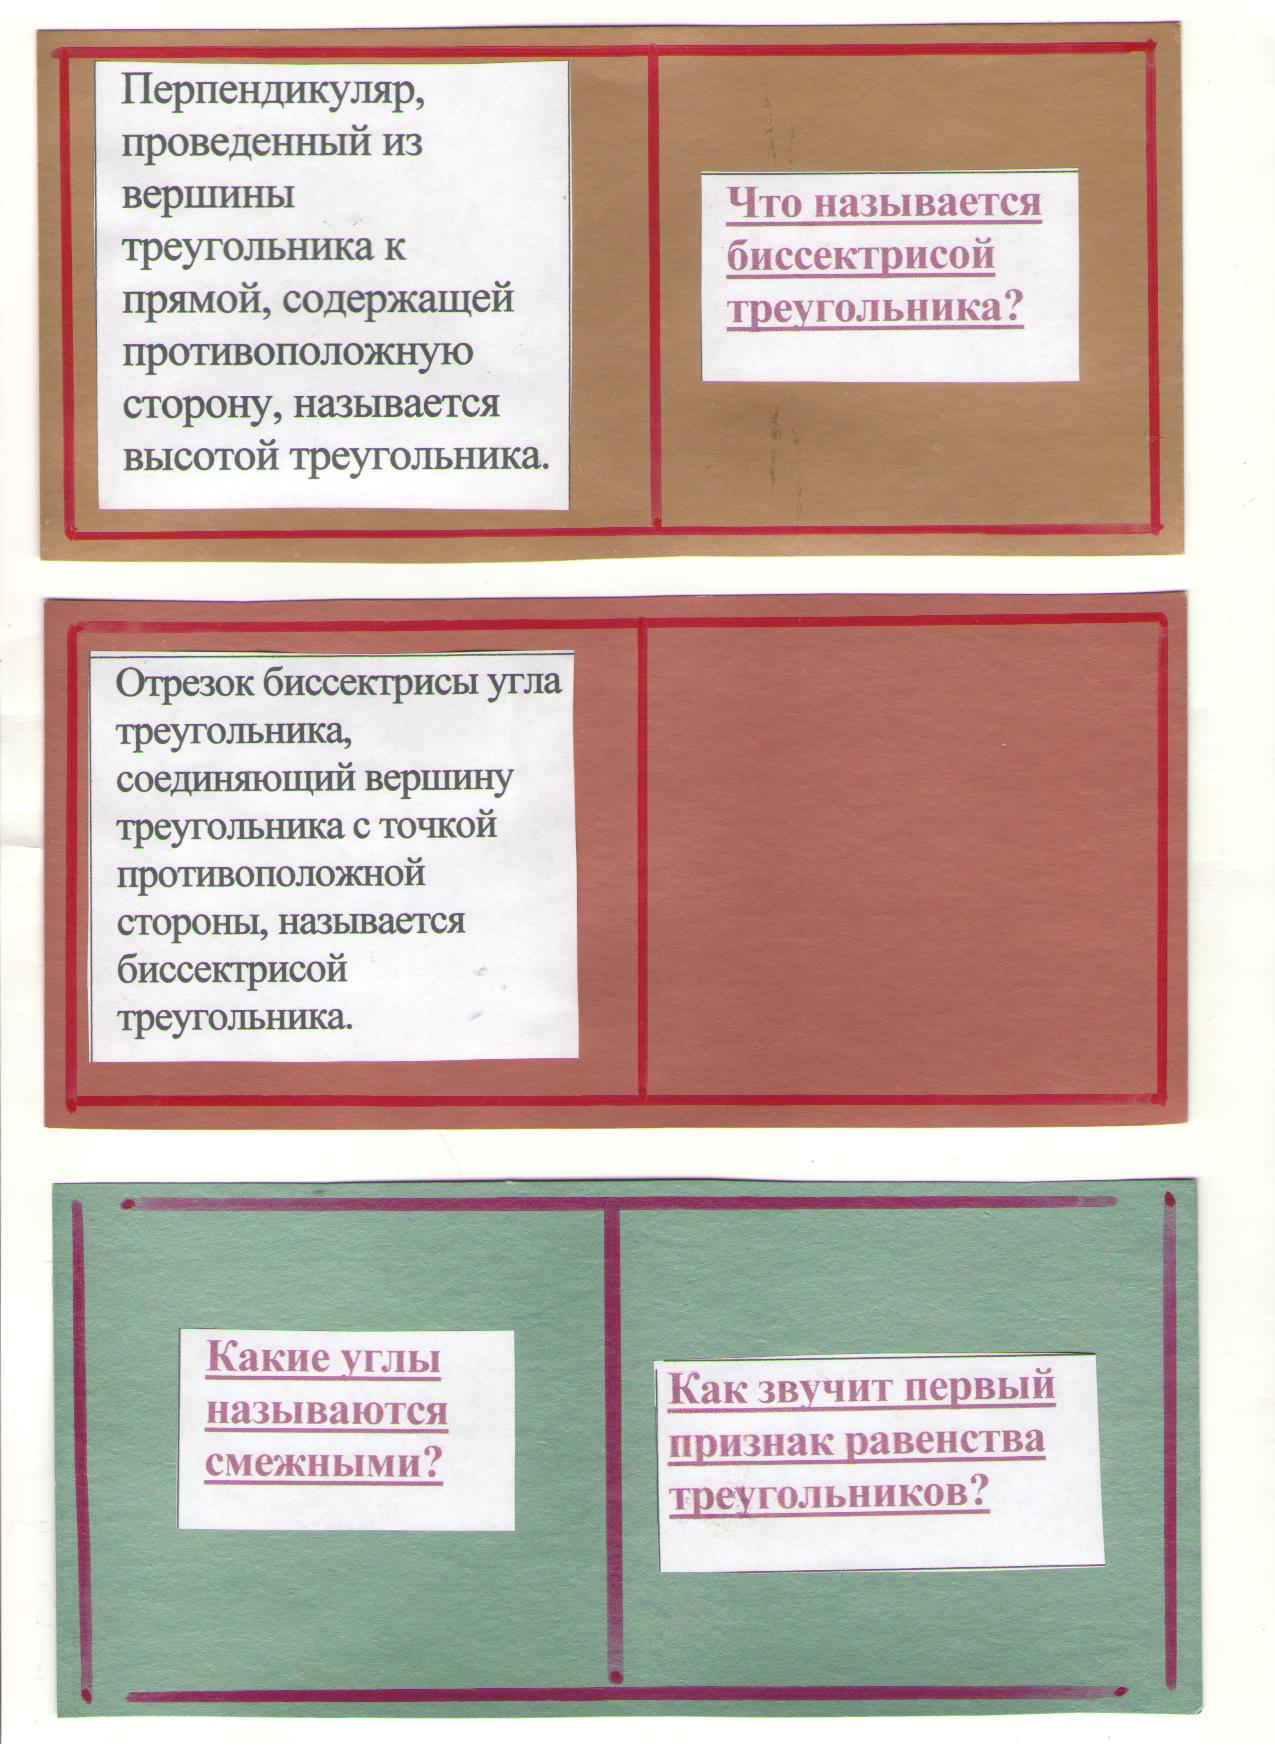 Перпендикуляр,
проведенный из
вершины
треугольника к
прямой, содержащей
противоположную
сторону, называется
высотой треугольника.
Что называется
биссектрисой
треугольника?
Отрезок биссектрисы угла
треугольника,
соединяющий вершину
треугольника с точкой
противоположной
стороны, называется
биссектрисой
треугольника.
Какие углы
называются
смежными?
Как звучит первый
признак равенства
треугольников?